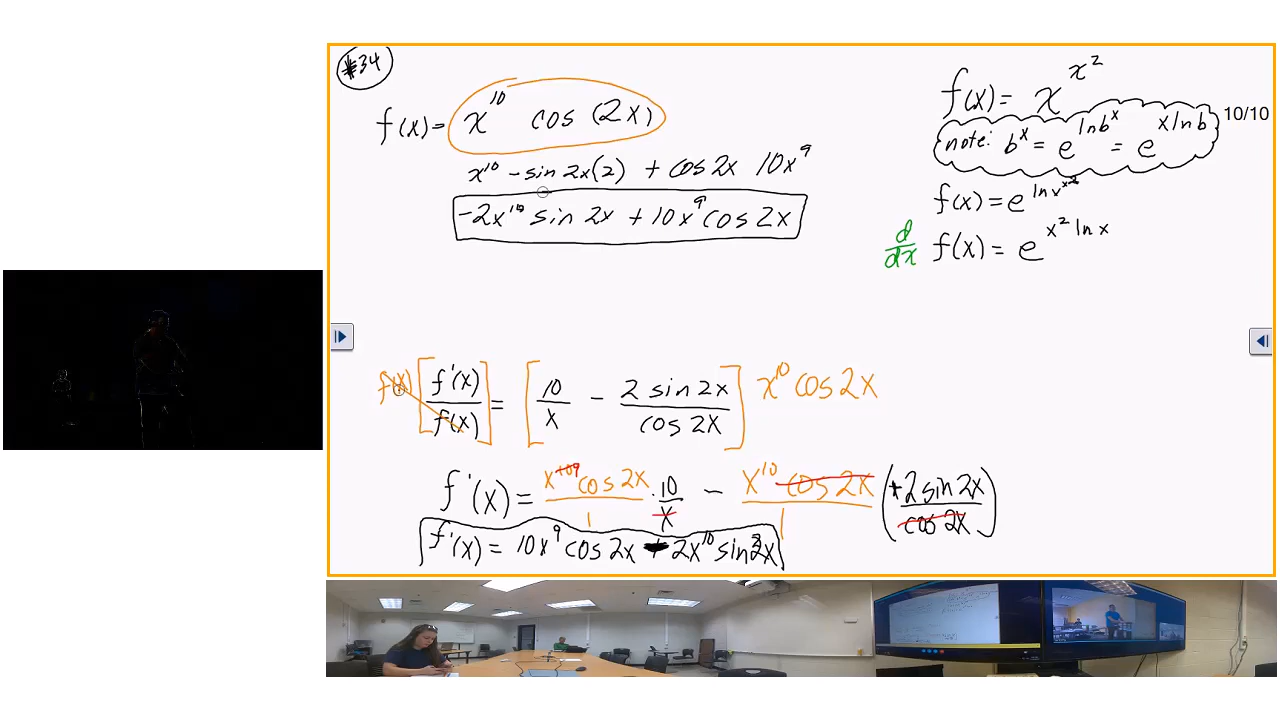 #34
f(x) = x^10 cos (2x)
x^10 - sin 2x(2) + cos 2x 10x^9
-2x^10 sin 2x + 10x^9 cos 2x
f(x) = x^x^2
10/10
note: b^x = e^ln b^x = e^x ln b
f(x) = e^ln x^x^2
d/dx f(x) = e^x^2 ln x
f(x) [f'(x)/f(x)] = [10/x - 2 sin 2x/cos 2x] x^10 cos 2x
f'(x) = x^10 9 cos 2x/1 · 10/x - x^10 cos 2x/1 (+2 sin 2x/cos 2x)
f'(x) = 10x^9 cos 2x - 2x^10 sin 2x